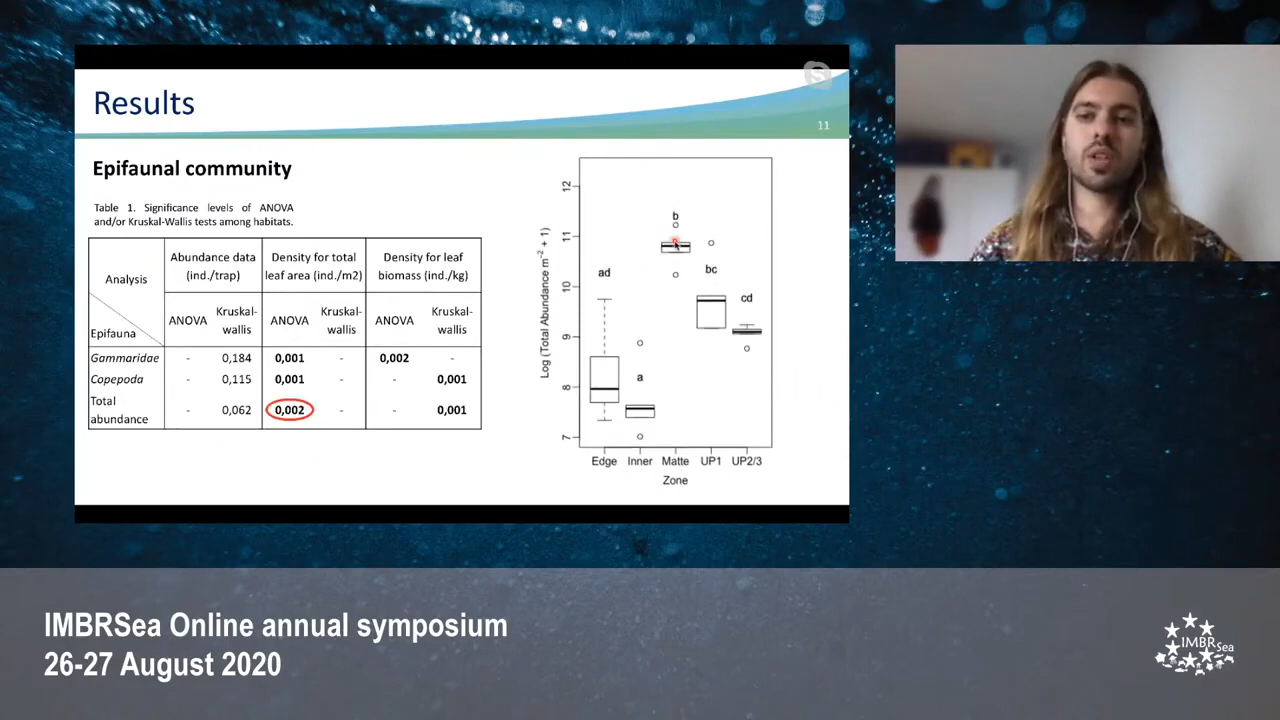 Results
11
Epifaunal community
Table 1. Significance levels of ANOVA
and/or Kruskal-Wallis tests among habitats.
Analysis
Epifauna
Abundance data
(ind./trap)
Density for total
leaf area (ind./m2)
Density for leaf
biomass (ind./kg)
ANOVA
Kruskal-
wallis
ANOVA
Kruskal-
wallis
ANOVA
Kruskal-
wallis
Gammaridae - 0,184 0,001 - 0,002 -
Copepoda - 0,115 0,001 - - 0,001
Total
abundance - 0,062 0,002 - - 0,001
Log (Total Abundance m⁻² + 1)
12
11
10
9
8
7
ad
a
b
bc
cd
Edge Inner Matte UP1 UP2/3
Zone
IMBRSea Online annual symposium
26-27 August 2020
IMBRSea